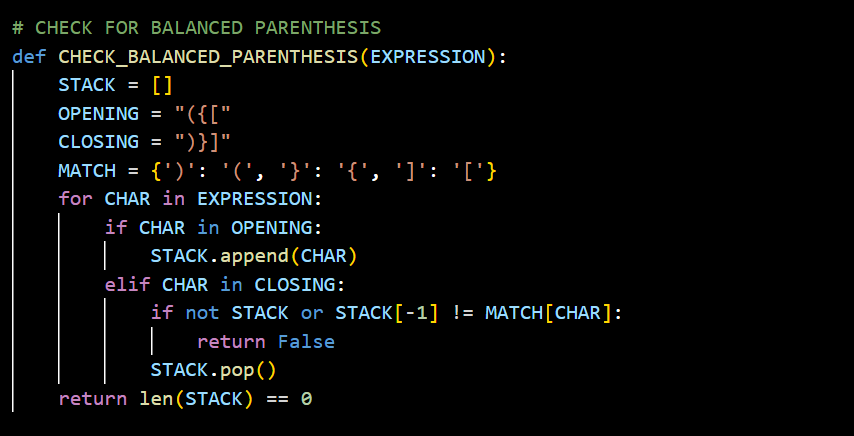 # CHECK FOR BALANCED PARENTHESIS
def CHECK_BALANCED_PARENTHESIS(EXPRESSION):
    STACK = []
    OPENING = "({["
    CLOSING = ")}]"
    MATCH = {')': '(', '}': '{', ']': '['}
    for CHAR in EXPRESSION:
        if CHAR in OPENING:
            STACK.append(CHAR)
        elif CHAR in CLOSING:
            if not STACK or STACK[-1] != MATCH[CHAR]:
                return False
            STACK.pop()
    return len(STACK) == 0